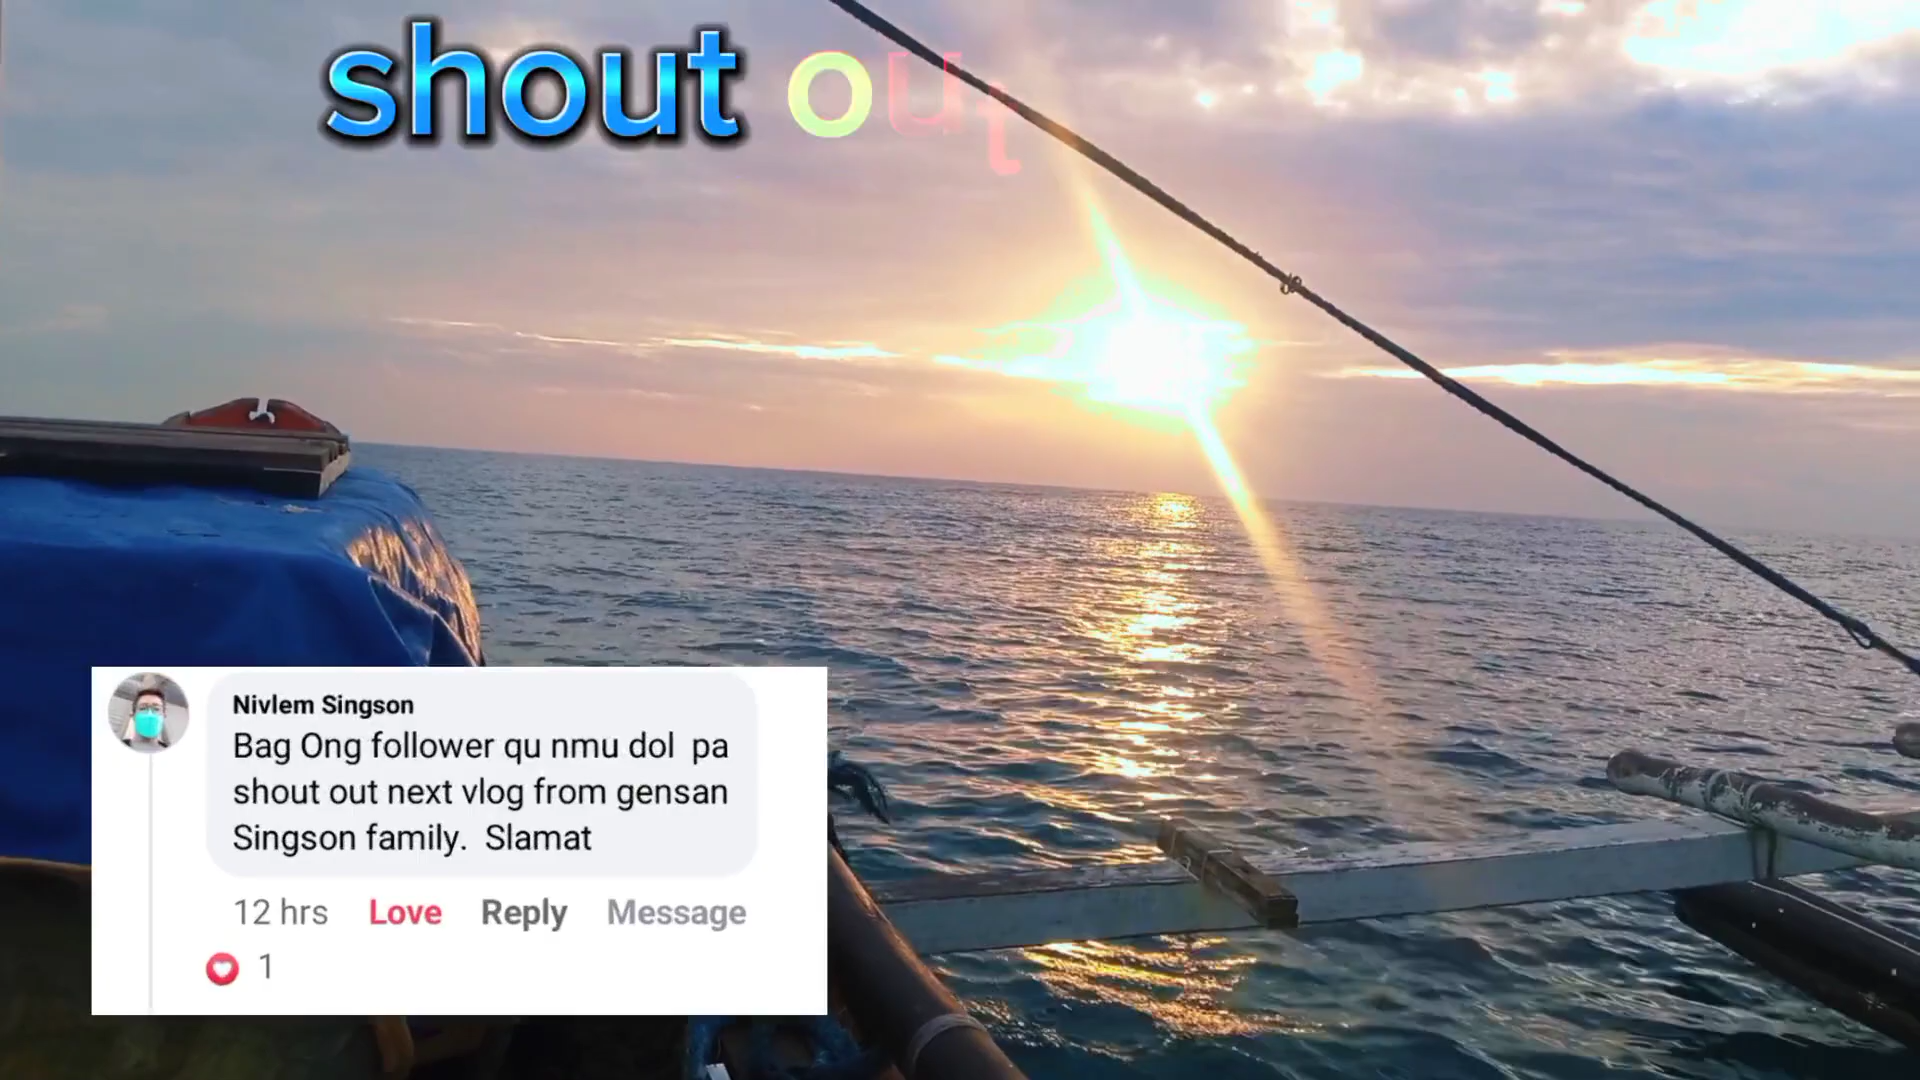 shout out
Nivlem Singson
Bag Ong follower qu nmu dol pa
shout out next vlog from gensan
Singson family. Slamat
12 hrs Love Reply Message
1